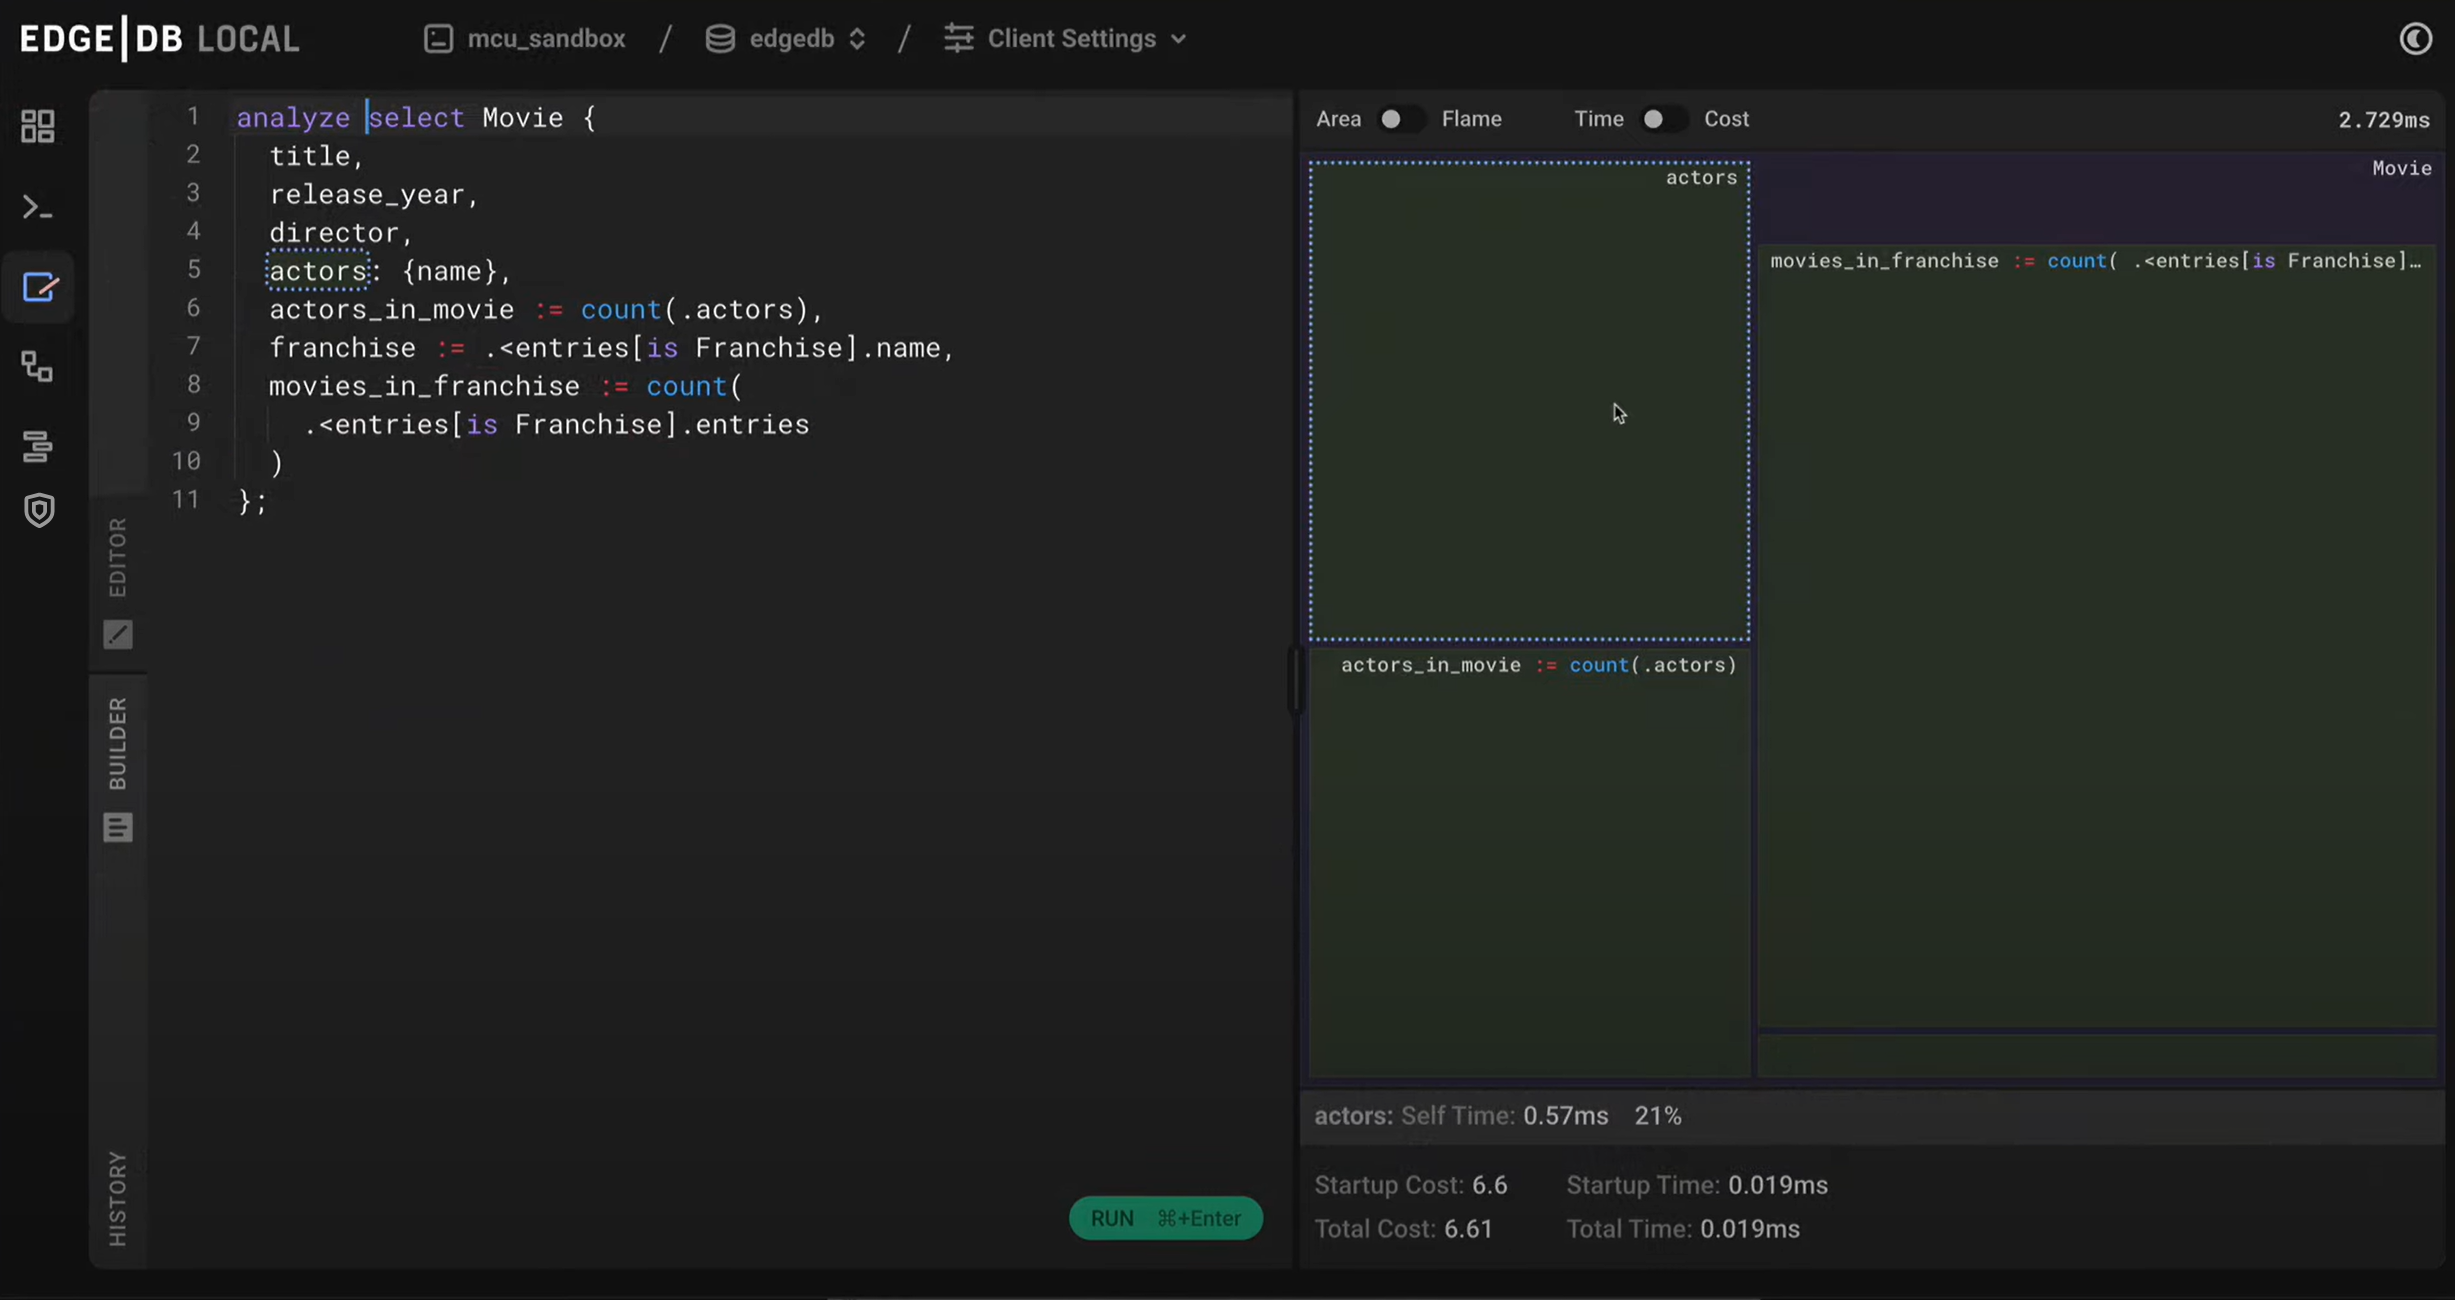 EDGE|DB LOCAL
mcu_sandbox / edgedb / Client Settings
1 analyze select Movie {
2 title,
3 release_year,
4 director,
5 actors: {name},
6 actors_in_movie := count(.actors),
7 franchise := .<entries[is Franchise].name,
8 movies_in_franchise := count(
9 .<entries[is Franchise].entries
10 )
11 };
EDITOR
BUILDER
HISTORY
RUN ⌘+Enter
Area Flame Time Cost 2.729ms
Movie
actors
movies_in_franchise := count( .<entries[is Franchise]…
actors_in_movie := count(.actors)
actors: Self Time: 0.57ms 21%
Startup Cost: 6.6 Startup Time: 0.019ms
Total Cost: 6.61 Total Time: 0.019ms